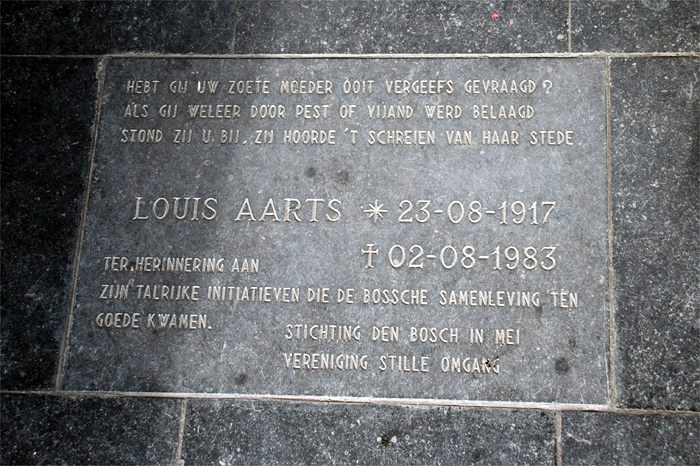 HEBT GIJ UW ZOETE MOEDER OOIT VERGEEFS GEVRAAGD?
ALS GIJ WELEER DOOR PEST OF VIJAND WERD BELAAGD
STOND ZIJ U BIJ. ZIJ HOORDE 'T SCHREIEN VAN HAAR STEDE.
LOUIS AARTS * 23-08-1917
† 02-08-1983
TER HERINNERING AAN
ZIJN TALRIJKE INITIATIEVEN DIE DE BOSSCHE SAMENLEVING TEN
GOEDE KWAMEN.
STICHTING DEN BOSCH IN MEI
VERENIGING STILLE OMGANG